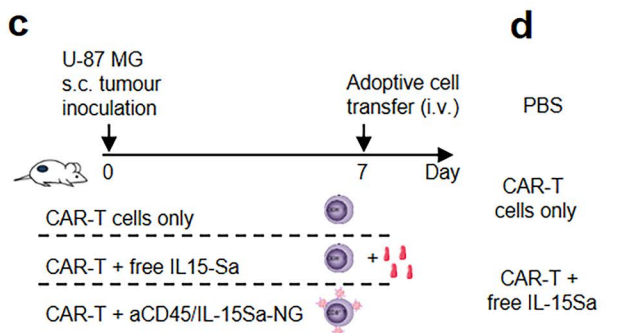 c
U-87 MG
s.c. tumour
inoculation
Adoptive cell
transfer (i.v.)
0
7
Day
CAR-T cells only
CAR-T + free IL15-Sa
+
CAR-T + aCD45/IL-15Sa-NG
d
PBS
CAR-T
cells only
CAR-T +
free IL-15Sa